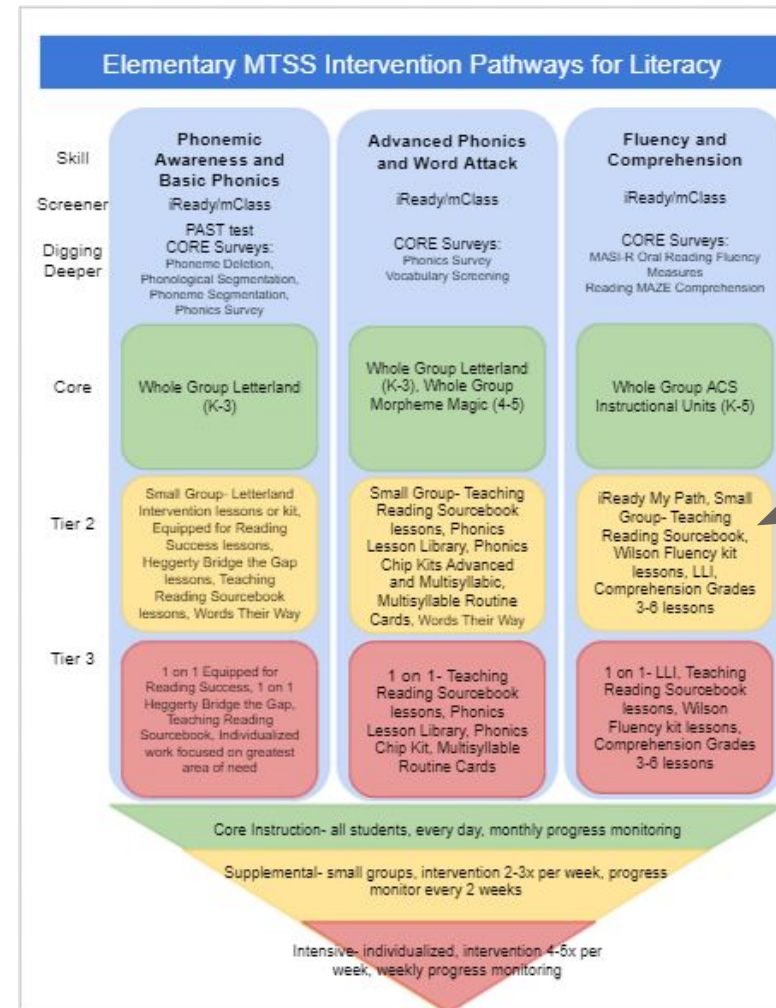 Elementary MTSS Intervention Pathways for Literacy
Skill
Phonemic
Awareness and
Basic Phonics
Advanced Phonics
and Word Attack
Fluency and
Comprehension
Screener
iReady/mClass
iReady/mClass
iReady/mClass
Digging
Deeper
PAST test
CORE Surveys:
Phoneme Deletion,
Phonological Segmentation,
Phoneme Segmentation,
Phonics Survey
CORE Surveys:
Phonics Survey
Vocabulary Screening
CORE Surveys:
MASI-R Oral Reading Fluency
Measures
Reading MAZE Comprehension
Core
Whole Group Letterland
(K-3)
Whole Group Letterland
(K-3), Whole Group
Morpheme Magic (4-5)
Whole Group ACS
Instructional Units (K-5)
Tier 2
Small Group- Letterland
Intervention lessons or kit,
Equipped for Reading
Success lessons,
Heggerty Bridge the Gap
lessons, Teaching
Reading Sourcebook
lessons, Words Their Way
Small Group- Teaching
Reading Sourcebook
lessons, Phonics
Lesson Library, Phonics
Chip Kits Advanced
and Multisyllabic,
Multisyllable Routine
Cards, Words Their Way
iReady My Path, Small
Group- Teaching
Reading Sourcebook,
Wilson Fluency kit
lessons, LLI,
Comprehension Grades
3-6 lessons
Tier 3
1 on 1 Equipped for
Reading Success, 1 on 1
Heggerty Bridge the Gap,
Teaching Reading
Sourcebook, Individualized
work focused on greatest
area of need
1 on 1- Teaching
Reading Sourcebook
lessons, Phonics
Lesson Library, Phonics
Chip Kit, Multisyllable
Routine Cards
1 on 1- LLI, Teaching
Reading Sourcebook
lessons, Wilson
Fluency kit lessons,
Comprehension Grades
3-6 lessons
Core Instruction- all students, every day, monthly progress monitoring
Supplemental- small groups, intervention 2-3x per week, progress
monitor every 2 weeks
Intensive- individualized, intervention 4-5x per
week, weekly progress monitoring